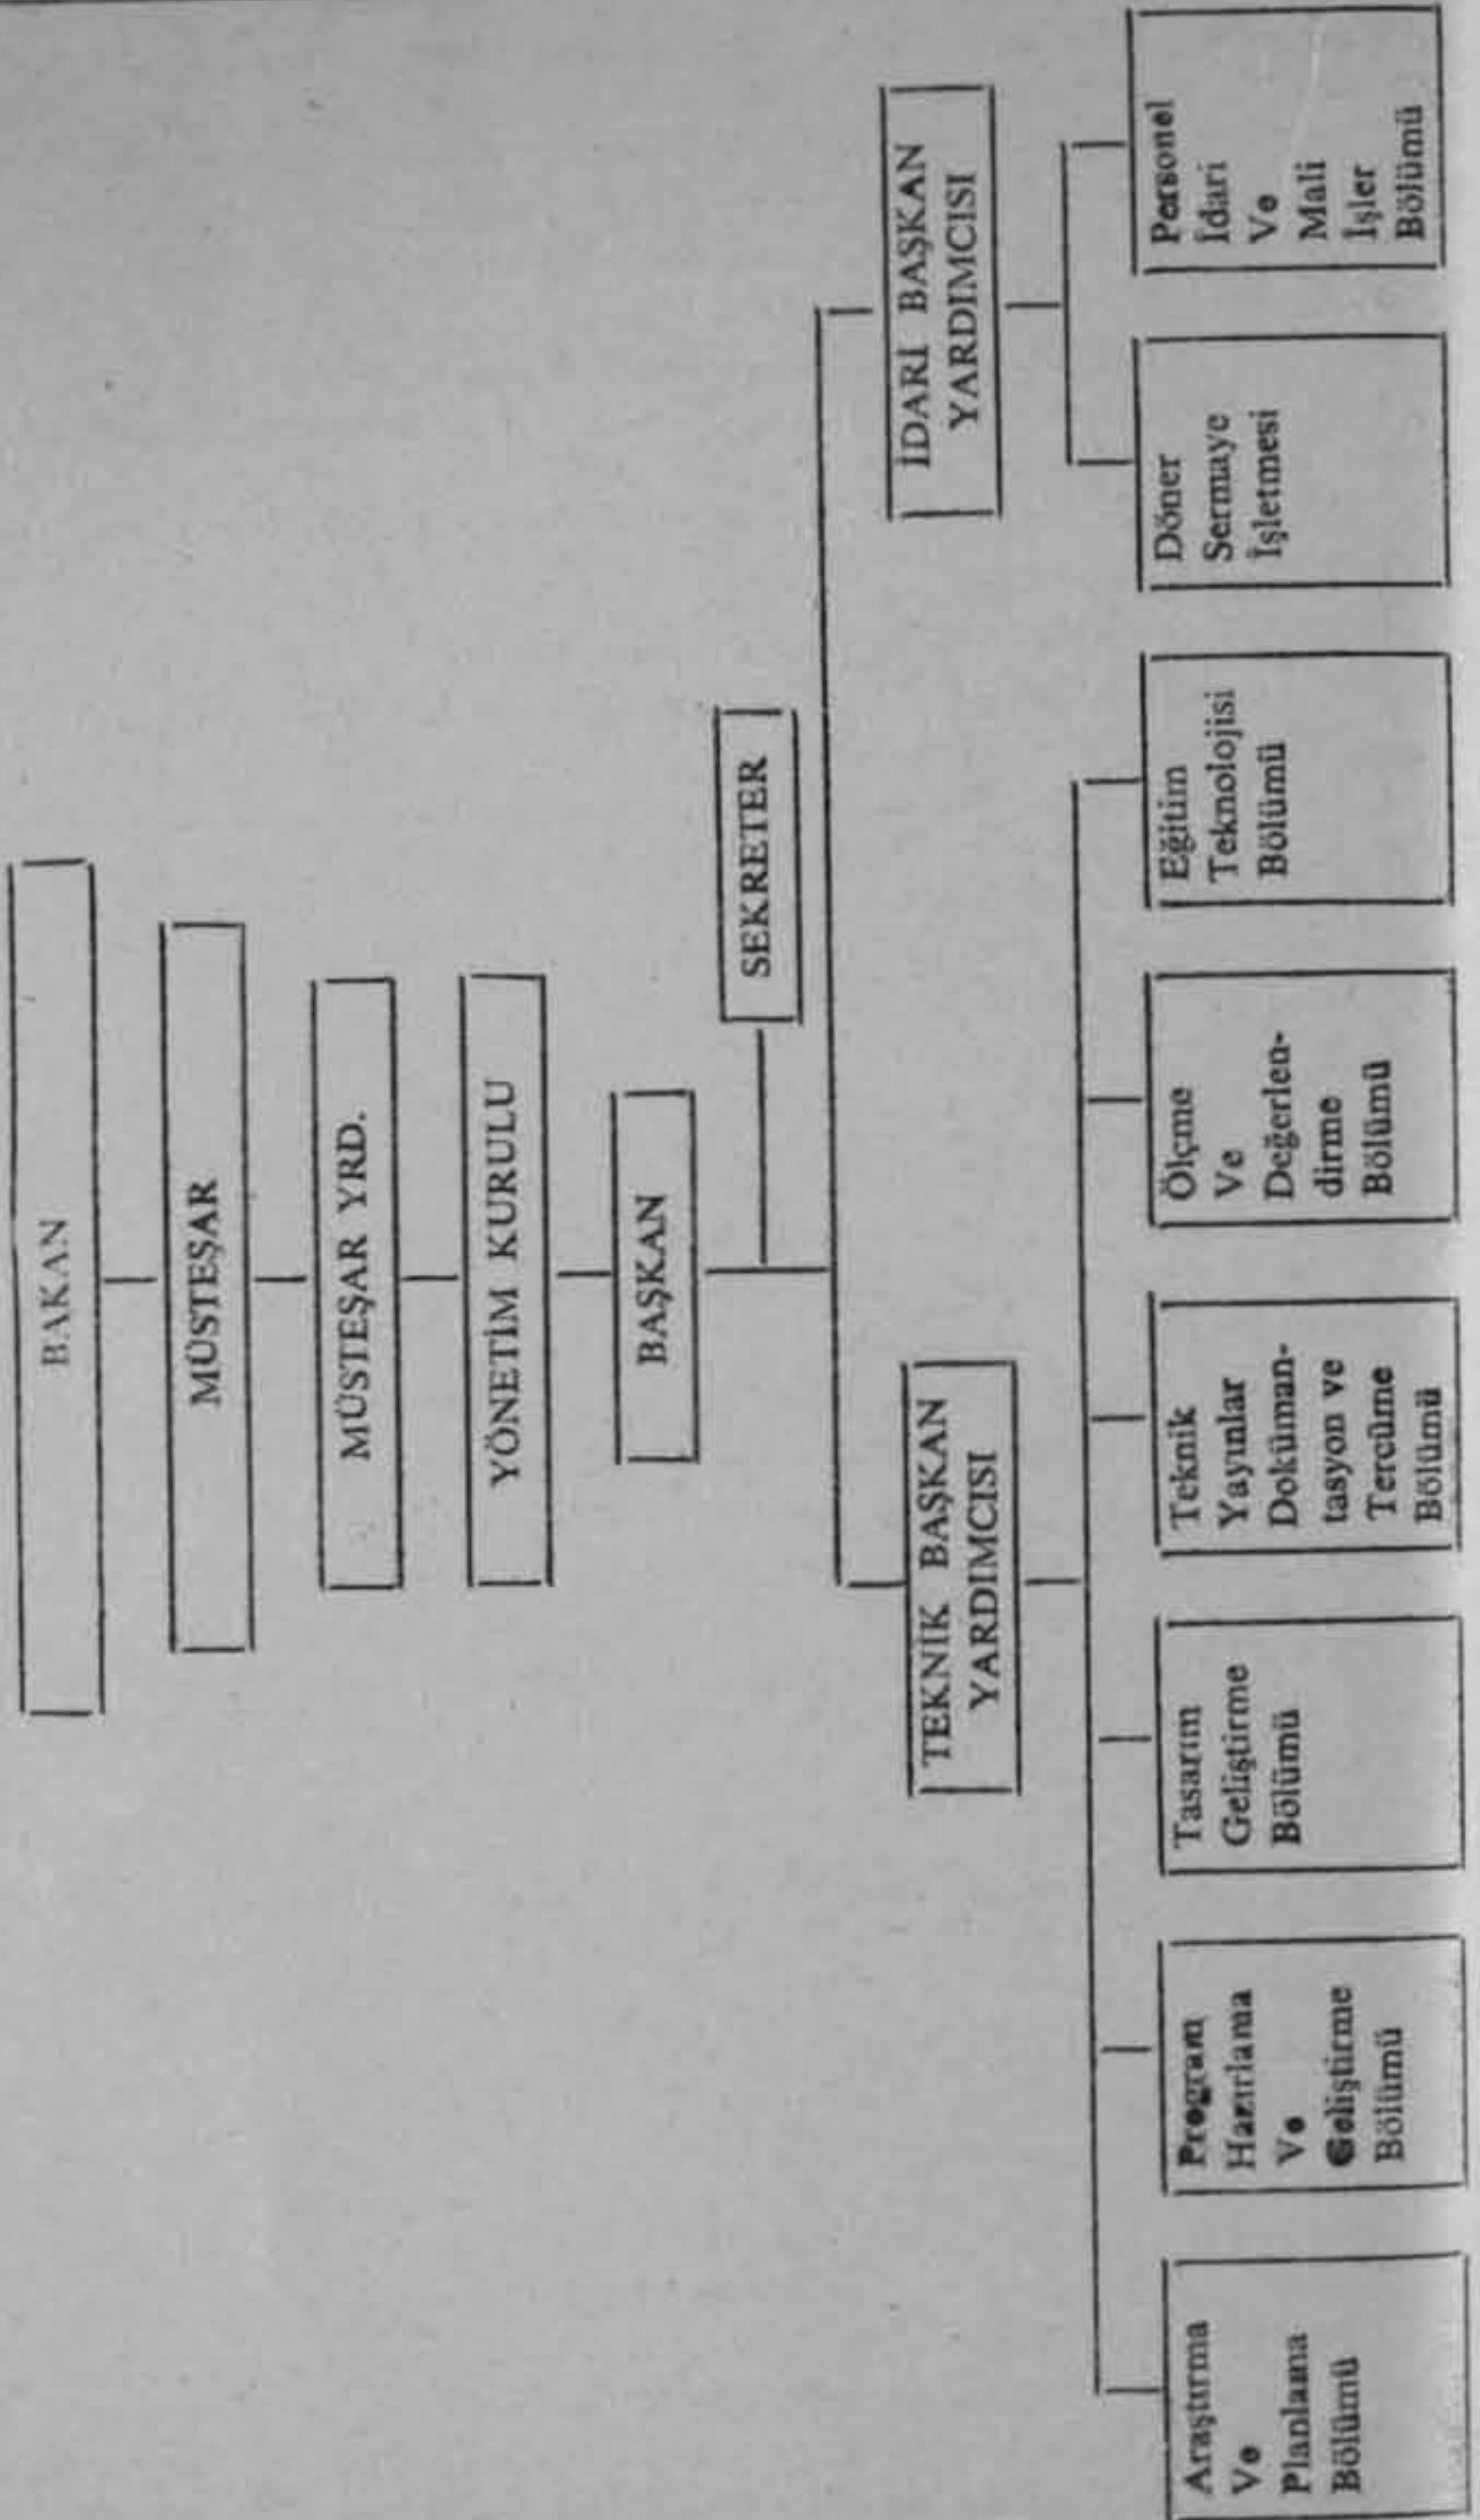 BAKAN
MÜSTEŞAR
MÜSTEŞAR YRD.
YÖNETİM KURULU
BAŞKAN
SEKRETER
TEKNİK BAŞKAN
YARDIMCISI
İDARİ BAŞKAN
YARDIMCISI
Araştırma
Ve
Planlama
Bölümü
Program
Hazırlama
Ve
Geliştirme
Bölümü
Tasarım
Geliştirme
Bölümü
Teknik
Yayınlar
Doküman-
tasyon ve
Tercüme
Bölümü
Ölçme
Ve
Değerlen-
dirme
Bölümü
Eğitim
Teknolojisi
Bölümü
Döner
Sermaye
İşletmesi
Personel
İdari
Ve
Mali
İşler
Bölümü